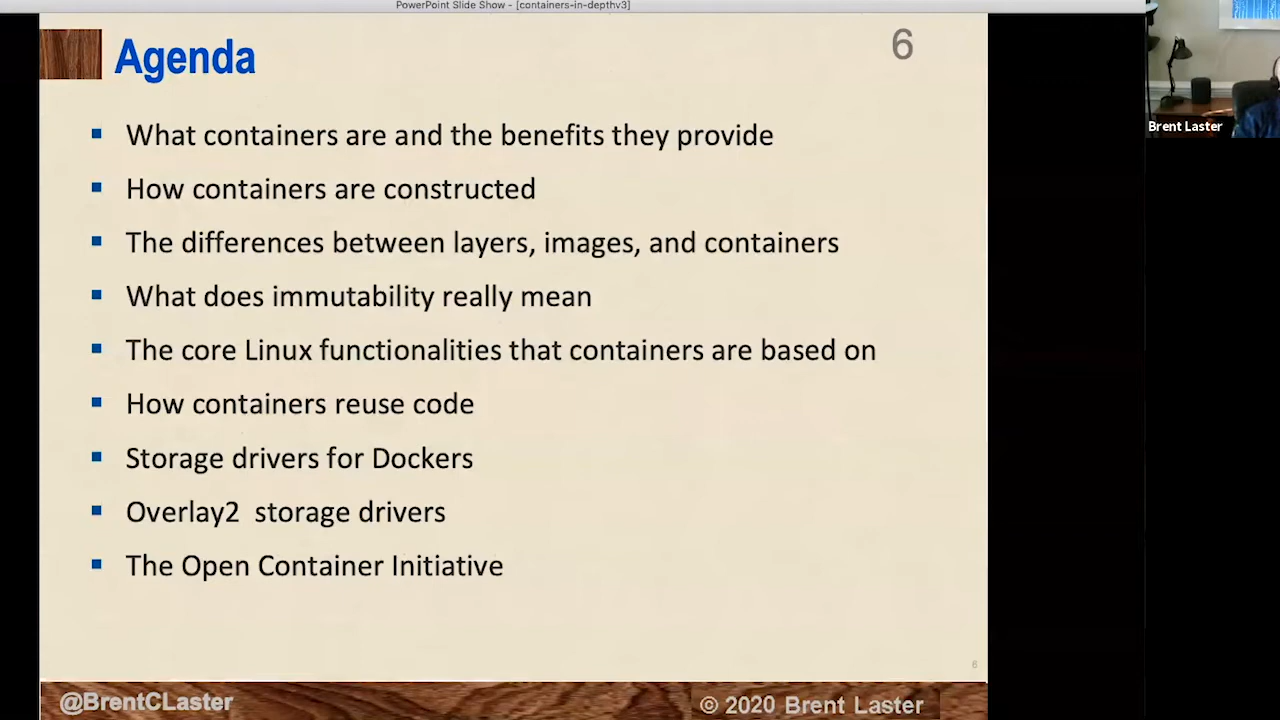 PowerPoint Slide Show - [containers-in-depthv3]
Agenda
6
What containers are and the benefits they provide
How containers are constructed
The differences between layers, images, and containers
What does immutability really mean
The core Linux functionalities that containers are based on
How containers reuse code
Storage drivers for Dockers
Overlay2  storage drivers
The Open Container Initiative
6
@BrentCLaster
© 2020 Brent Laster
Brent Laster